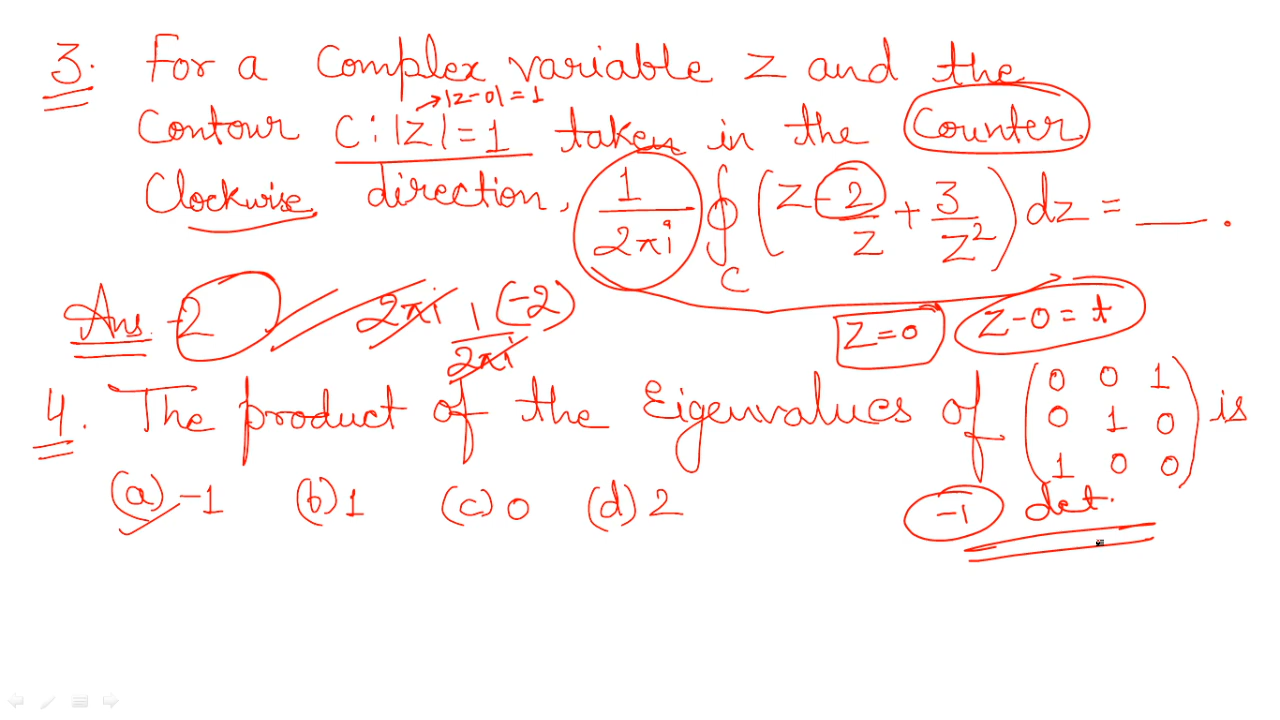 3. For a complex variable z and the
→ |z-0| = 1
Contour C: |z| = 1 taken in the Counter
Clockwise direction, 1/2πi ∮_C (z - 2/z + 3/z²) dz = ___ .
Ans. -2 2πi 1/2πi (-2) z=0 z-0=t
4. The product of the Eigenvalues of (0 0 1 0 1 0 1 0 0) is
(a) -1 (b) 1 (c) 0 (d) 2
-1 det.